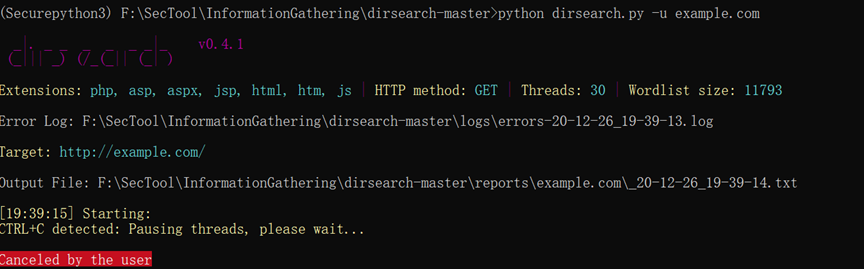 (Securepython3) F:\SecTool\InformationGathering\dirsearch-master>python dirsearch.py -u example.com
dirsearch v0.4.1
Extensions: php, asp, aspx, jsp, html, htm, js | HTTP method: GET | Threads: 30 | Wordlist size: 11793
Error Log: F:\SecTool\InformationGathering\dirsearch-master\logs\errors-20-12-26_19-39-13.log
Target: http://example.com/
Output File: F:\SecTool\InformationGathering\dirsearch-master\reports\example.com\_20-12-26_19-39-14.txt
[19:39:15] Starting:
CTRL+C detected: Pausing threads, please wait...
Canceled by the user